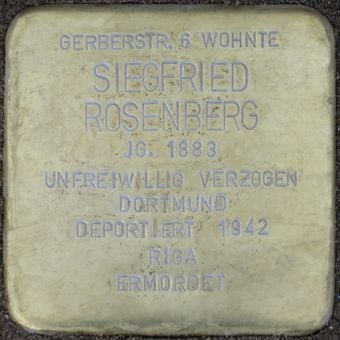 GERBERSTR. 6 WOHNTE
SIEGFRIED
ROSENBERG
JG. 1883
UNFREIWILLIG VERZOGEN
DORTMUND
DEPORTIERT 1942
RIGA
ERMORDET